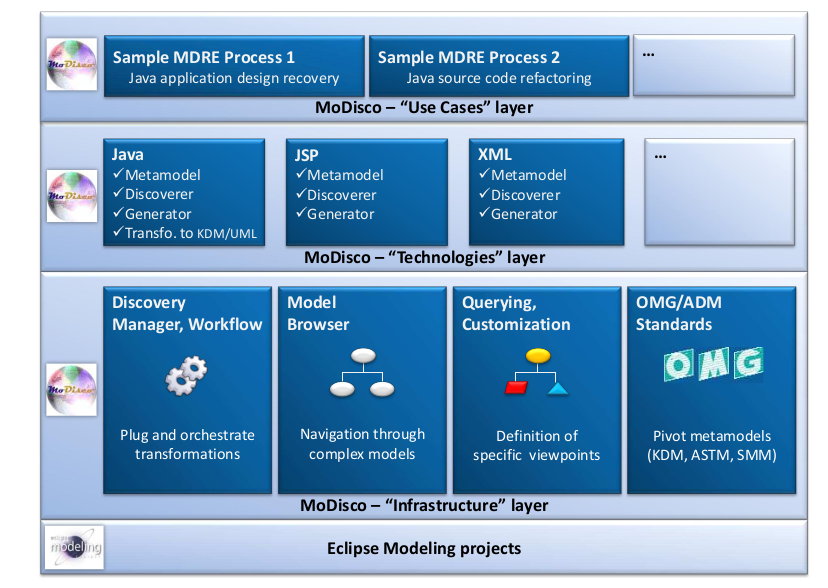 MoDisco
Sample MDRE Process 1
Java application design recovery
Sample MDRE Process 2
Java source code refactoring
...
MoDisco – “Use Cases” layer
MoDisco
Java
✓Metamodel
✓Discoverer
✓Generator
✓Transfo. to KDM/UML
JSP
✓Metamodel
✓Discoverer
✓Generator
XML
✓Metamodel
✓Discoverer
✓Generator
...
MoDisco – “Technologies” layer
MoDisco
Discovery
Manager, Workflow
Plug and orchestrate
transformations
Model
Browser
Navigation through
complex models
Querying,
Customization
Definition of
specific viewpoints
OMG/ADM
Standards
OMG
Pivot metamodels
(KDM, ASTM, SMM)
MoDisco – “Infrastructure” layer
modeling
Eclipse Modeling projects